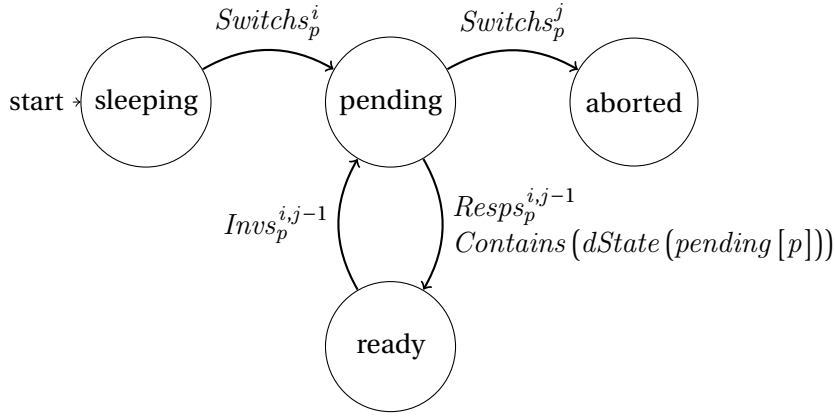 Switchs_p^i
Switchs_p^j
start
sleeping
pending
aborted
Invs_p^{i,j-1}
Resps_p^{i,j-1}
Contains (dState (pending [p]))
ready